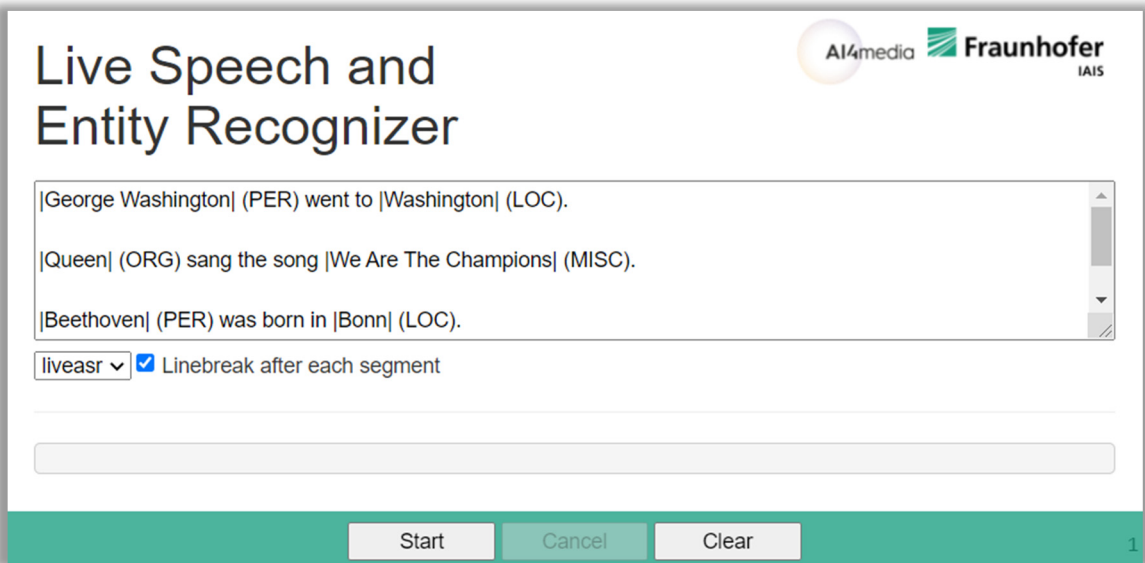 Live Speech and
Entity Recognizer
AI4media
Fraunhofer
IAIS
|George Washington| (PER) went to |Washington| (LOC).
|Queen| (ORG) sang the song |We Are The Champions| (MISC).
|Beethoven| (PER) was born in |Bonn| (LOC).
liveasr Linebreak after each segment
Start Cancel Clear
1